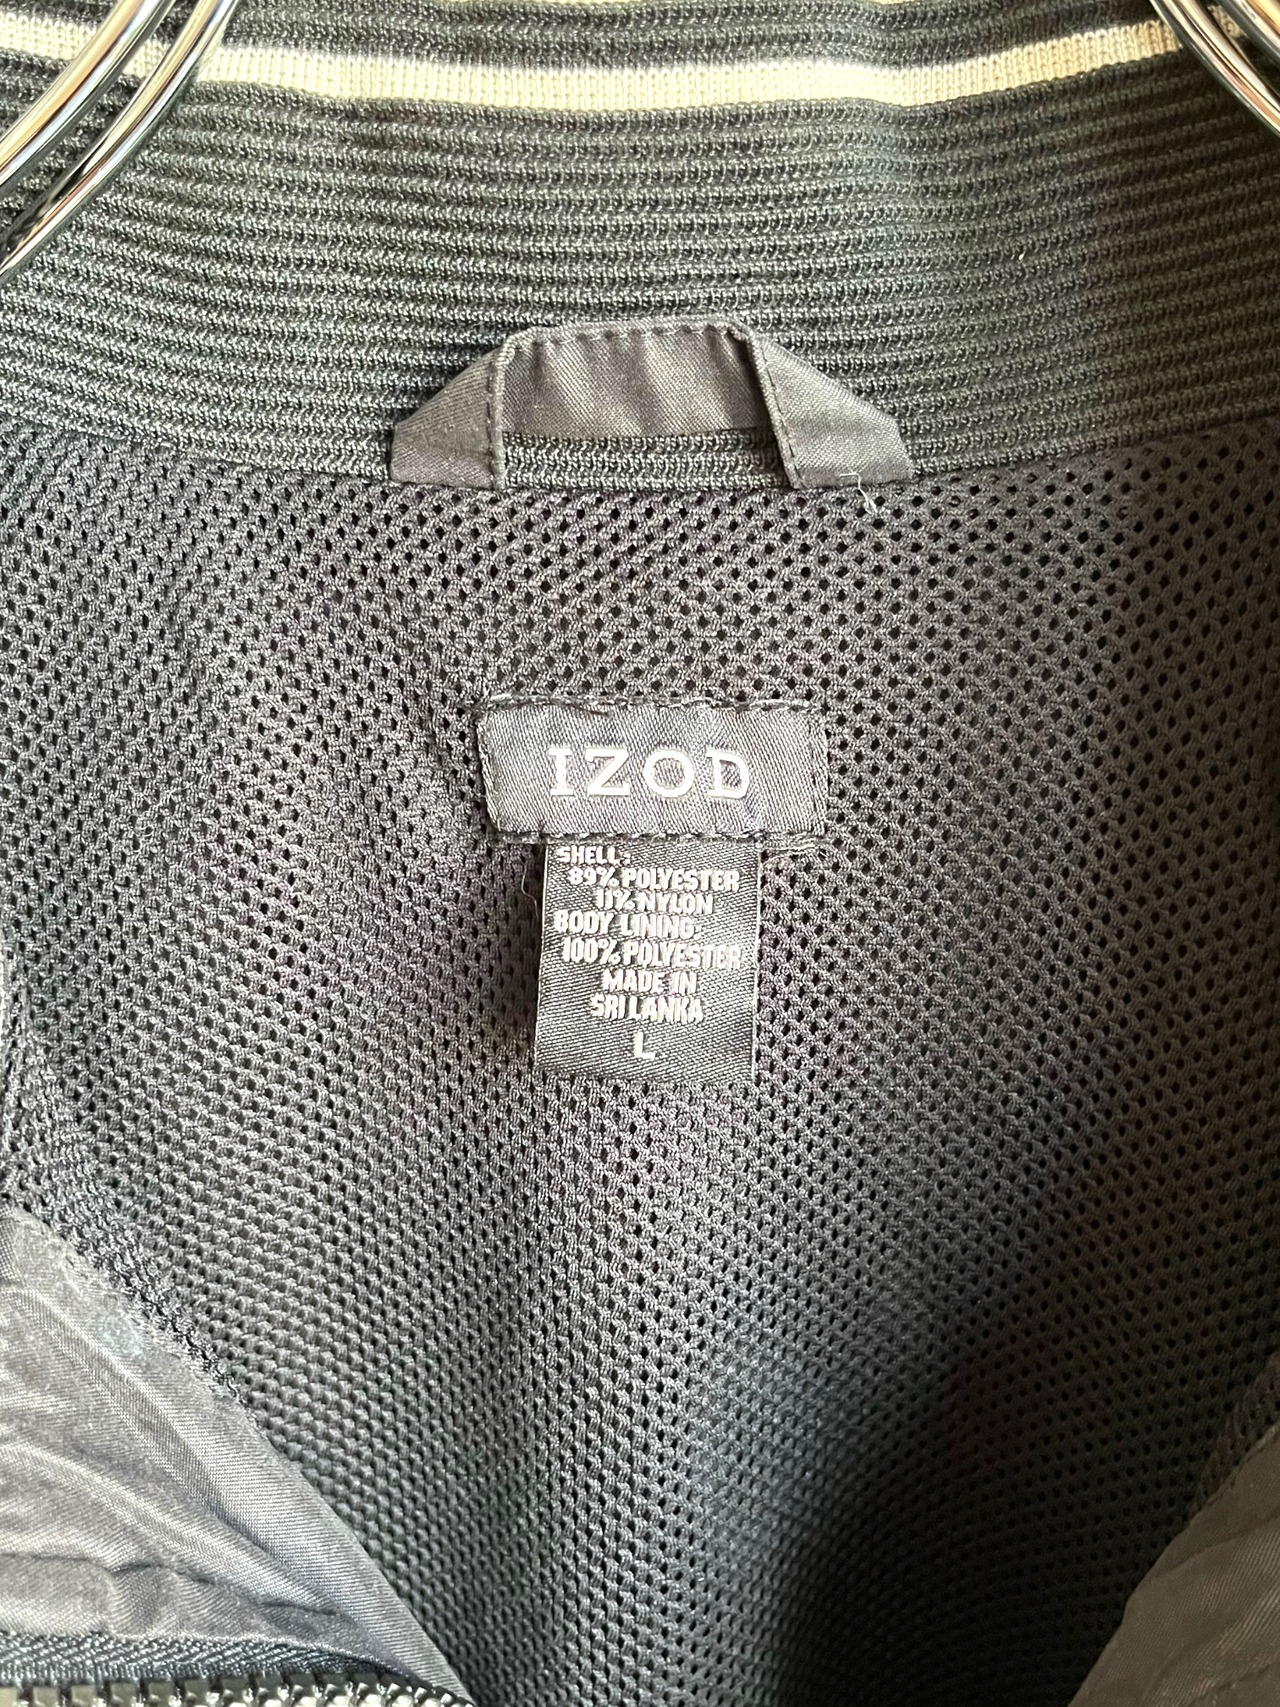 IZOD
SHELL:
89% POLYESTER
11% NYLON
BODY LINING:
100% POLYESTER
MADE IN
SRI LANKA
L